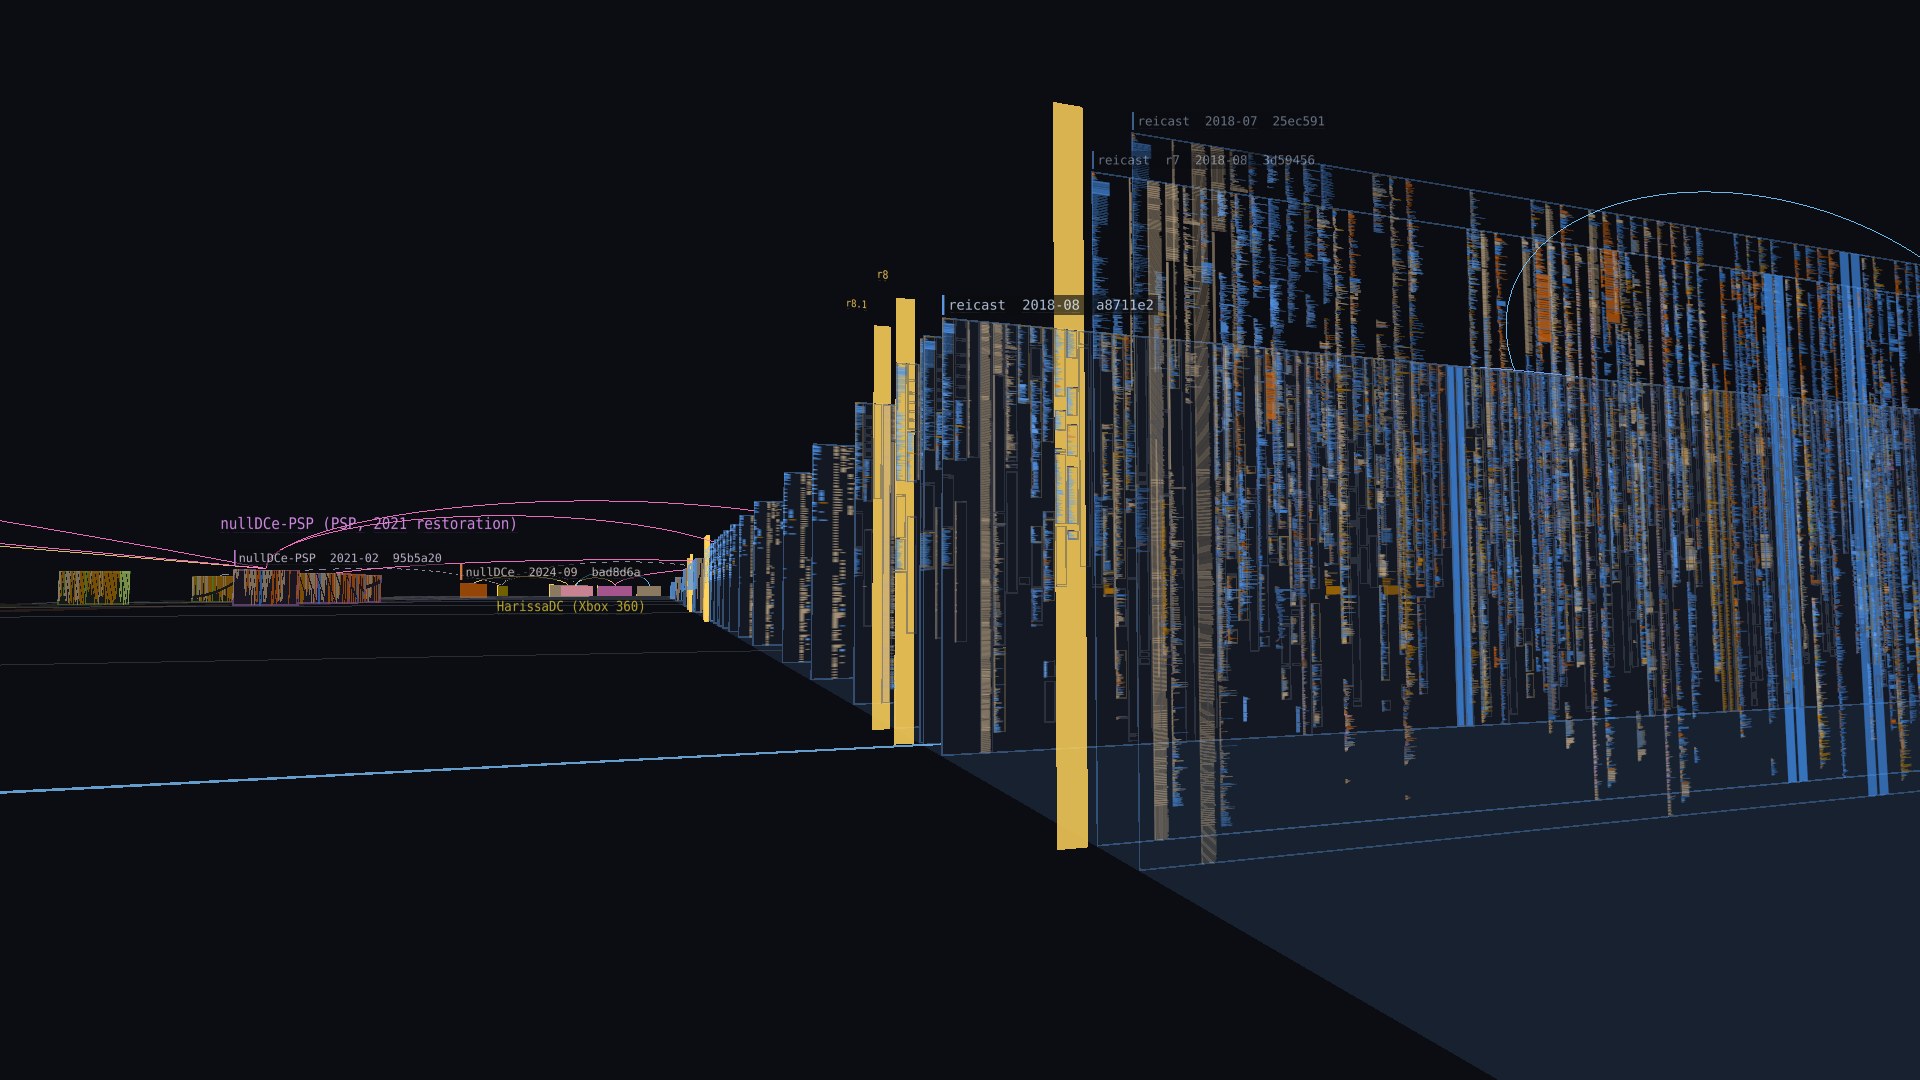 reicast 2018-07 25ec591
reicast r7 2018-08 3d59456
r8
r8.1
reicast 2018-08 a8711e2
nullDCe-PSP (PSP, 2021 restoration)
nullDCe-PSP 2021-02 95b5a20
nullDCe 2024-09 bad8d6a
HarissaDC (Xbox 360)